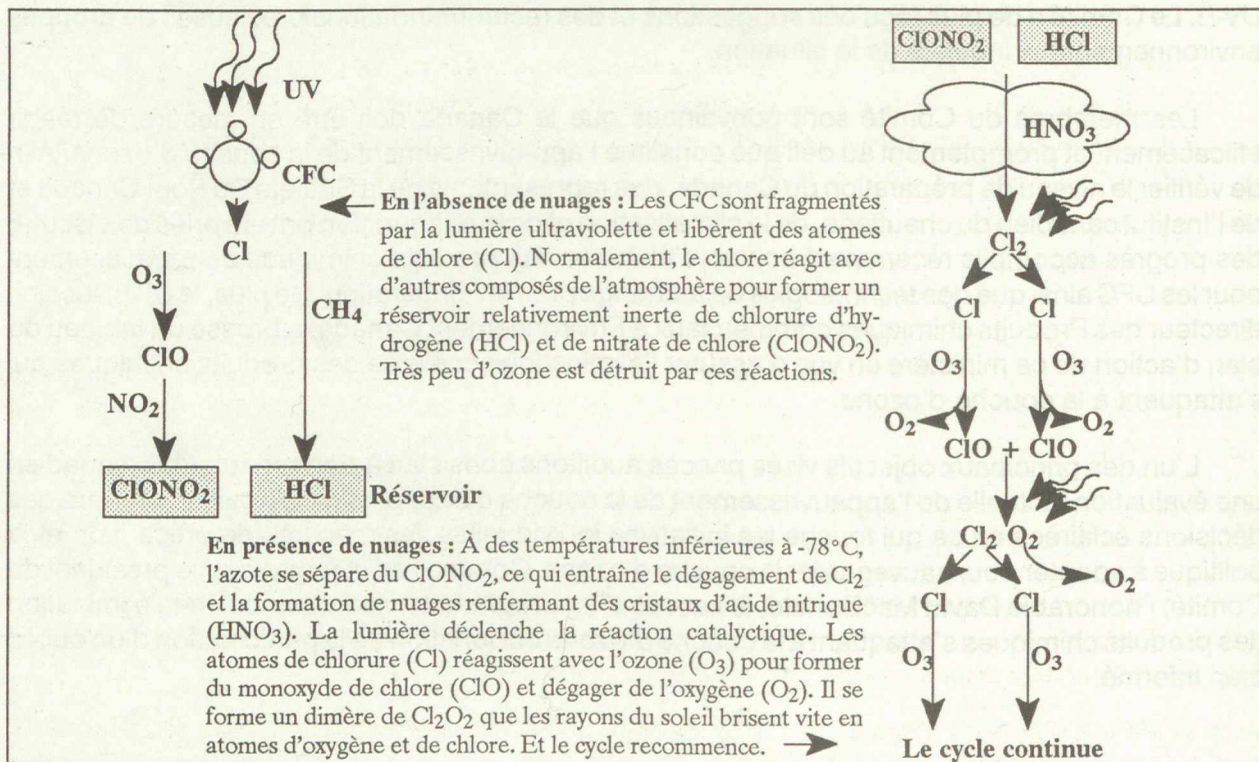 UV
CFC
Cl
O₃
CH4
ClO
NO₂
ClONO₂
HCl
Réservoir
En l'absence de nuages : Les CFC sont fragmentés
par la lumière ultraviolette et libèrent des atomes
de chlore (Cl). Normalement, le chlore réagit avec
d'autres composés de l'atmosphère pour former un
réservoir relativement inerte de chlorure d'hy-
drogène (HCl) et de nitrate de chlore (ClONO₂).
Très peu d'ozone est détruit par ces réactions.
En présence de nuages : À des températures inférieures à -78°C,
l'azote se sépare du ClONO₂, ce qui entraîne le dégagement de Cl₂
et la formation de nuages renfermant des cristaux d'acide nitrique
(HNO₃). La lumière déclenche la réaction catalytique. Les
atomes de chlorure (Cl) réagissent avec l'ozone (O₃) pour former
du monoxyde de chlore (ClO) et dégager de l'oxygène (O₂). Il se
forme un dimère de Cl₂O₂ que les rayons du soleil brisent vite en
atomes d'oxygène et de chlore. Et le cycle recommence.
ClONO₂ HCl
HNO₃
Cl₂
Cl Cl
O₃ O₃
O₂ O₂
ClO + ClO
Cl₂ O₂
O₂
Cl Cl
O₃ O₃
Le cycle continue